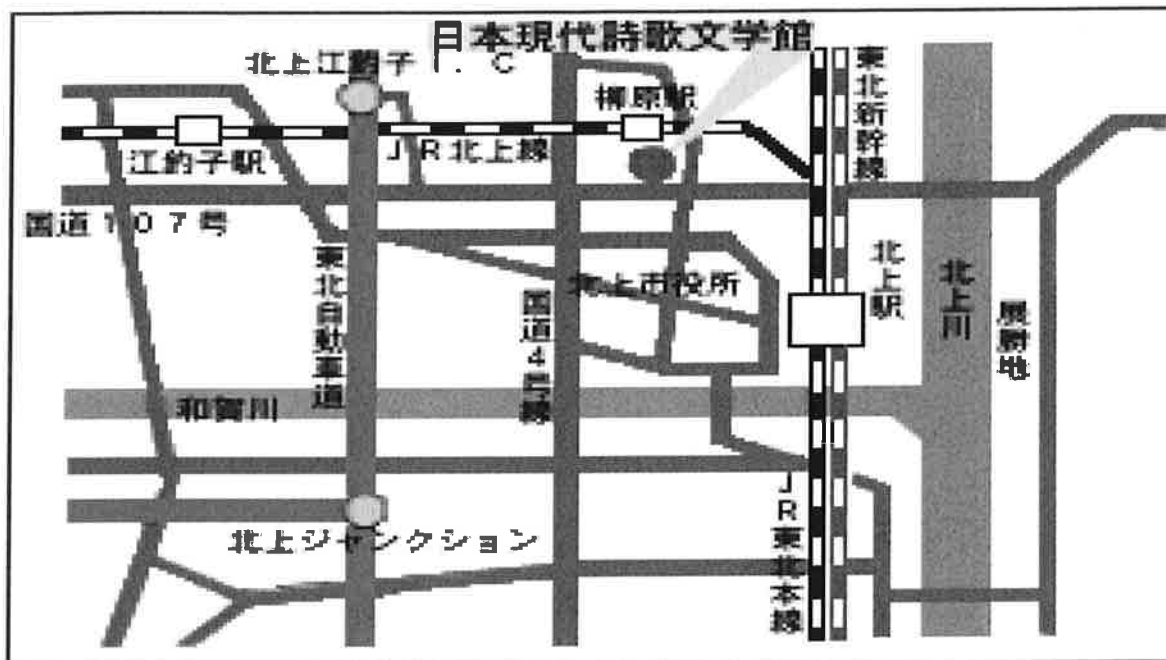 日本現代詩歌文学館
北上江釣子I.C
柳原駅
東北新幹線
江釣子駅
JR北上線
国道107号
東北自動車道
国道4号線
北上市役所
北上駅
北上川
展勝地
和賀川
北上ジャンクション
JR東北本線